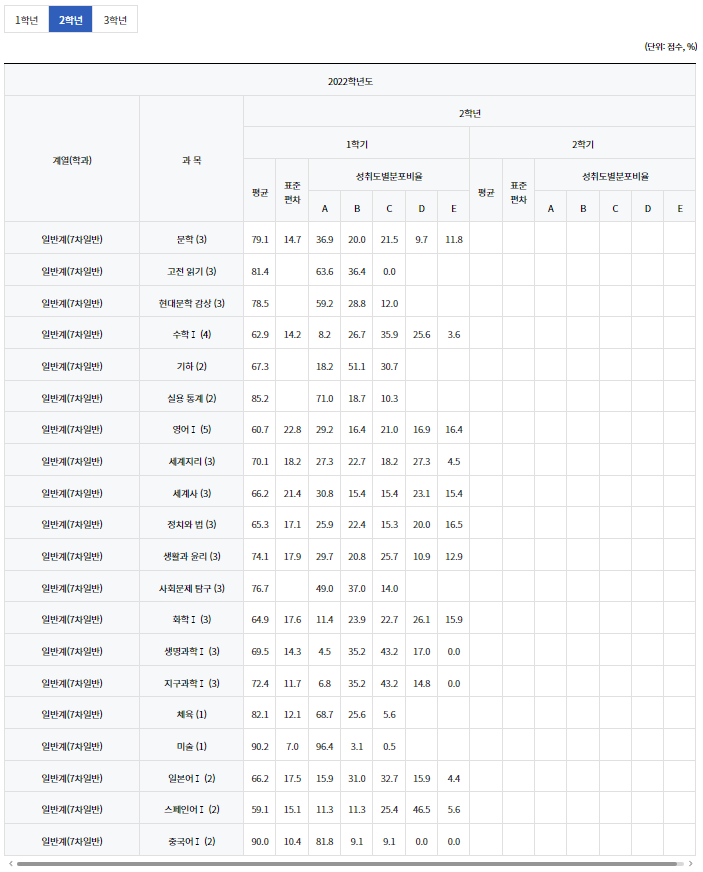 1학년 2학년 3학년
(단위: 점수, %)
2022학년도
계열(학과) 과 목 2학년
1학기 2학기
평균 표준편차 성취도별분포비율 평균 표준편차 성취도별분포비율
A B C D E A B C D E
일반계(7차일반) 문학 (3) 79.1 14.7 36.9 20.0 21.5 9.7 11.8
일반계(7차일반) 고전 읽기 (3) 81.4 63.6 36.4 0.0
일반계(7차일반) 현대문학 감상 (3) 78.5 59.2 28.8 12.0
일반계(7차일반) 수학Ⅰ (4) 62.9 14.2 8.2 26.7 35.9 25.6 3.6
일반계(7차일반) 기하 (2) 67.3 18.2 51.1 30.7
일반계(7차일반) 실용 통계 (2) 85.2 71.0 18.7 10.3
일반계(7차일반) 영어Ⅰ (5) 60.7 22.8 29.2 16.4 21.0 16.9 16.4
일반계(7차일반) 세계지리 (3) 70.1 18.2 27.3 22.7 18.2 27.3 4.5
일반계(7차일반) 세계사 (3) 66.2 21.4 30.8 15.4 15.4 23.1 15.4
일반계(7차일반) 정치와 법 (3) 65.3 17.1 25.9 22.4 15.3 20.0 16.5
일반계(7차일반) 생활과 윤리 (3) 74.1 17.9 29.7 20.8 25.7 10.9 12.9
일반계(7차일반) 사회문제 탐구 (3) 76.7 49.0 37.0 14.0
일반계(7차일반) 화학Ⅰ (3) 64.9 17.6 11.4 23.9 22.7 26.1 15.9
일반계(7차일반) 생명과학Ⅰ (3) 69.5 14.3 4.5 35.2 43.2 17.0 0.0
일반계(7차일반) 지구과학Ⅰ (3) 72.4 11.7 6.8 35.2 43.2 14.8 0.0
일반계(7차일반) 체육 (1) 82.1 12.1 68.7 25.6 5.6
일반계(7차일반) 미술 (1) 90.2 7.0 96.4 3.1 0.5
일반계(7차일반) 일본어Ⅰ (2) 66.2 17.5 15.9 31.0 32.7 15.9 4.4
일반계(7차일반) 스페인어Ⅰ (2) 59.1 15.1 11.3 11.3 25.4 46.5 5.6
일반계(7차일반) 중국어Ⅰ (2) 90.0 10.4 81.8 9.1 9.1 0.0 0.0